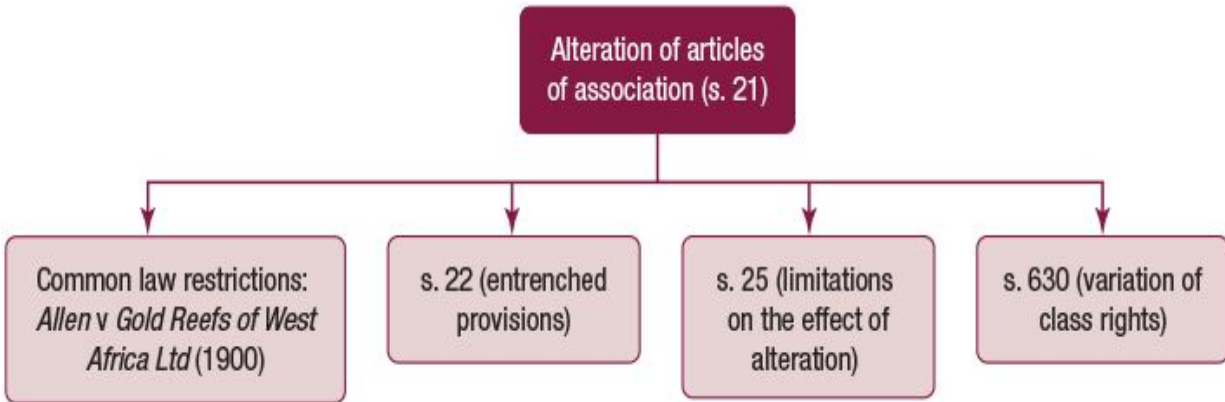 Alteration of articles
of association (s. 21)
Common law restrictions:
Allen v Gold Reefs of West
Africa Ltd (1900)
s. 22 (entrenched
provisions)
s. 25 (limitations
on the effect of
alteration)
s. 630 (variation of
class rights)